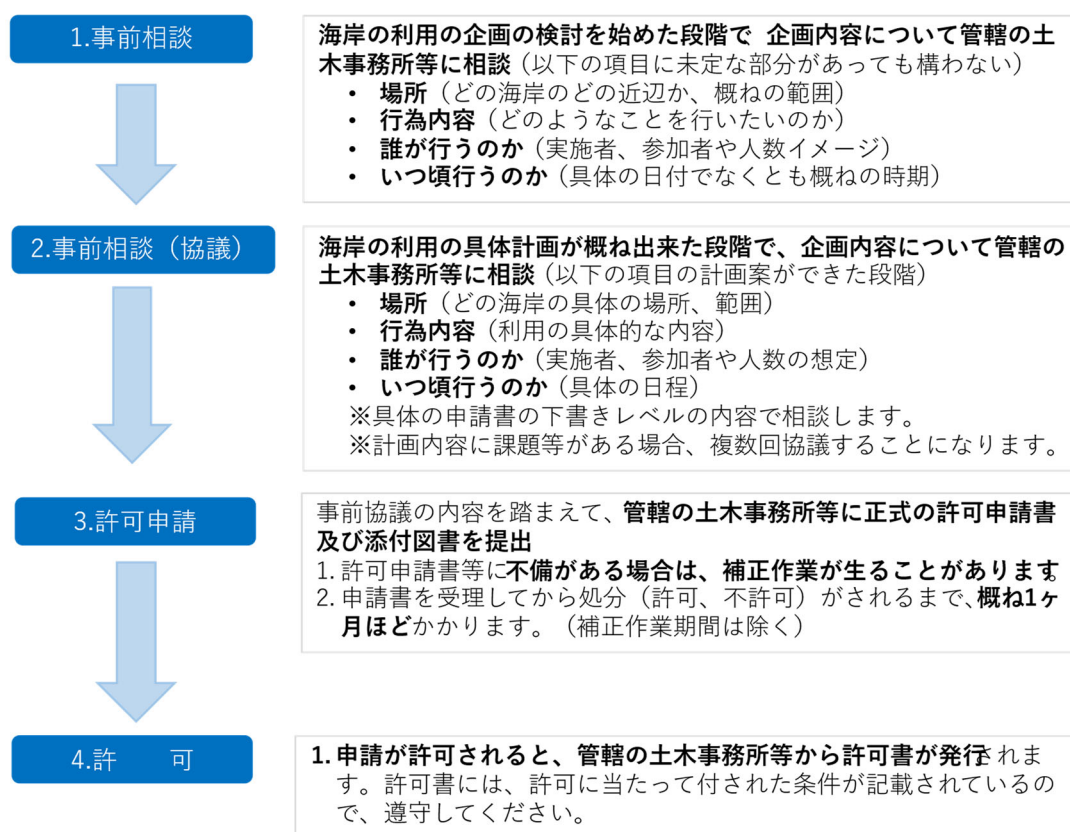 1.事前相談
海岸の利用の企画の検討を始めた段階で 企画内容について管轄の土
木事務所等に相談（以下の項目に未定な部分があっても構わない）
• 場所（どの海岸のどの近辺か、概ねの範囲）
• 行為内容（どのようなことを行いたいのか）
• 誰が行うのか（実施者、参加者や人数イメージ）
• いつ頃行うのか（具体の日付でなくとも概ねの時期）
2.事前相談（協議）
海岸の利用の具体計画が概ね出来た段階で、企画内容について管轄の
土木事務所等に相談（以下の項目の計画案ができた段階）
• 場所（どの海岸の具体の場所、範囲）
• 行為内容（利用の具体的な内容）
• 誰が行うのか（実施者、参加者や人数の想定）
• いつ頃行うのか（具体の日程）
※具体の申請書の下書きレベルの内容で相談します。
※計画内容に課題等がある場合、複数回協議することになります。
3.許可申請
事前協議の内容を踏まえて、管轄の土木事務所等に正式の許可申請書
及び添付図書を提出
1. 許可申請書等に不備がある場合は、補正作業が生ることがあります。
2. 申請書を受理してから処分（許可、不許可）がされるまで、概ね1ヶ
月ほどかかります。（補正作業期間は除く）
4.許　可
1. 申請が許可されると、管轄の土木事務所等から許可書が発行されま
す。許可書には、許可に当たって付された条件が記載されているの
で、遵守してください。